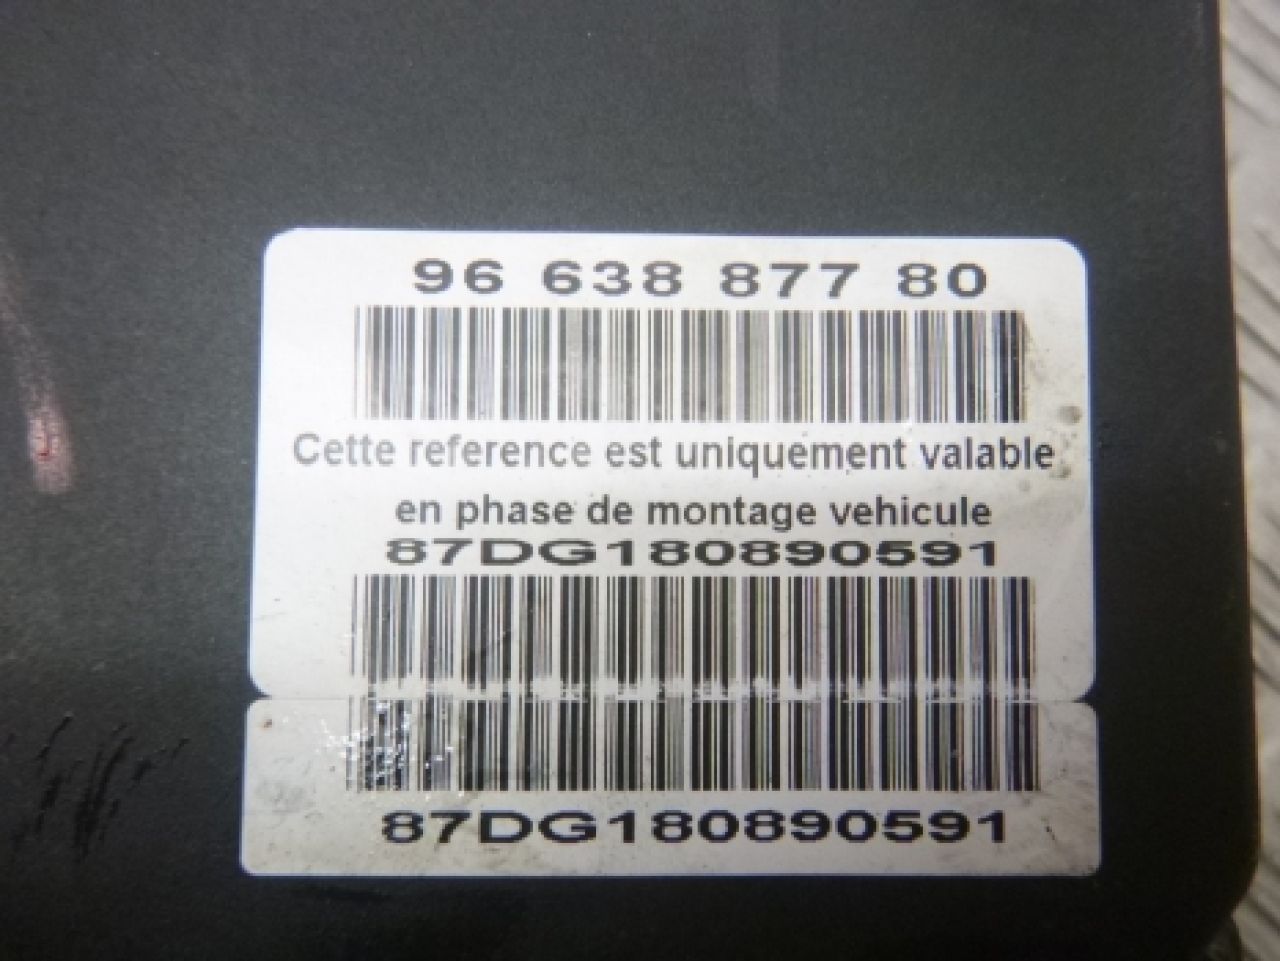 96 638 877 80
Cette reference est uniquement valable
en phase de montage vehicule
87DG180890591
87DG180890591